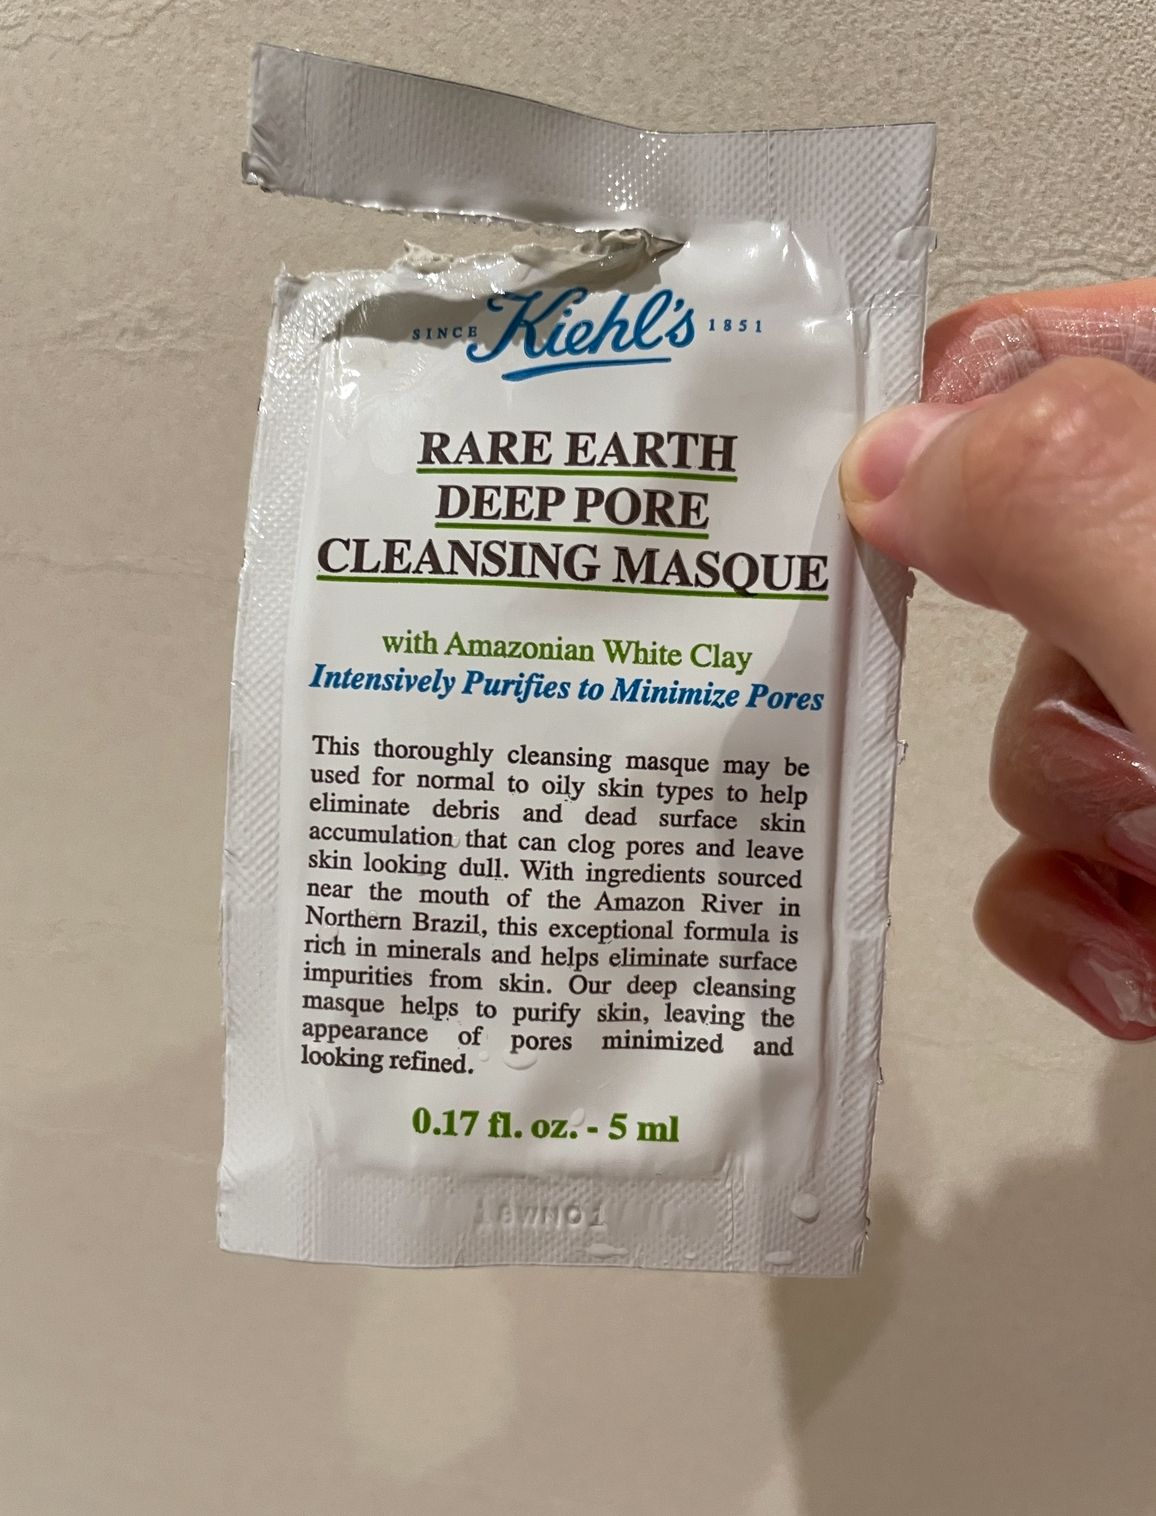 SINCE Kiehl's 1851
RARE EARTH
DEEP PORE
CLEANSING MASQUE
with Amazonian White Clay
Intensively Purifies to Minimize Pores
This thoroughly cleansing masque may be
used for normal to oily skin types to help
eliminate debris and dead surface skin
accumulation that can clog pores and leave
skin looking dull. With ingredients sourced
near the mouth of the Amazon River in
Northern Brazil, this exceptional formula is
rich in minerals and helps eliminate surface
impurities from skin. Our deep cleansing
masque helps to purify skin, leaving the
appearance of pores minimized and
looking refined.
0.17 fl. oz. - 5 ml